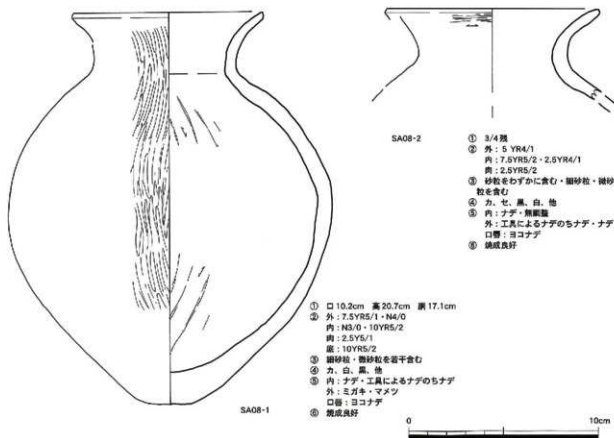 SA08-2
① 3/4残
② 外：5 YR4/1
内：7.5YR5/2・2.5YR4/1
肉：2.5YR5/2
③ 砂粒をわずかに含む・細砂粒・微砂
粒を含む
④ カ、セ、黒、白、他
⑤ 内：ナデ・無調整
外：工具によるナデのちナデ・ナデ
口唇：ヨコナデ
⑥ 焼成良好
SA08-1
① 口10.2cm 高20.7cm 胴17.1cm
② 外：7.5YR5/1・N4/0
内：N3/0・10YR5/2
肉：2.5Y5/1
底：10YR5/2
③ 細砂粒・微砂粒を若干含む
④ カ、白、黒、他
⑤ 内：ナデ・工具によるナデのちナデ
外：ミガキ・マメツ
口唇：ヨコナデ
⑥ 焼成良好
0 10cm